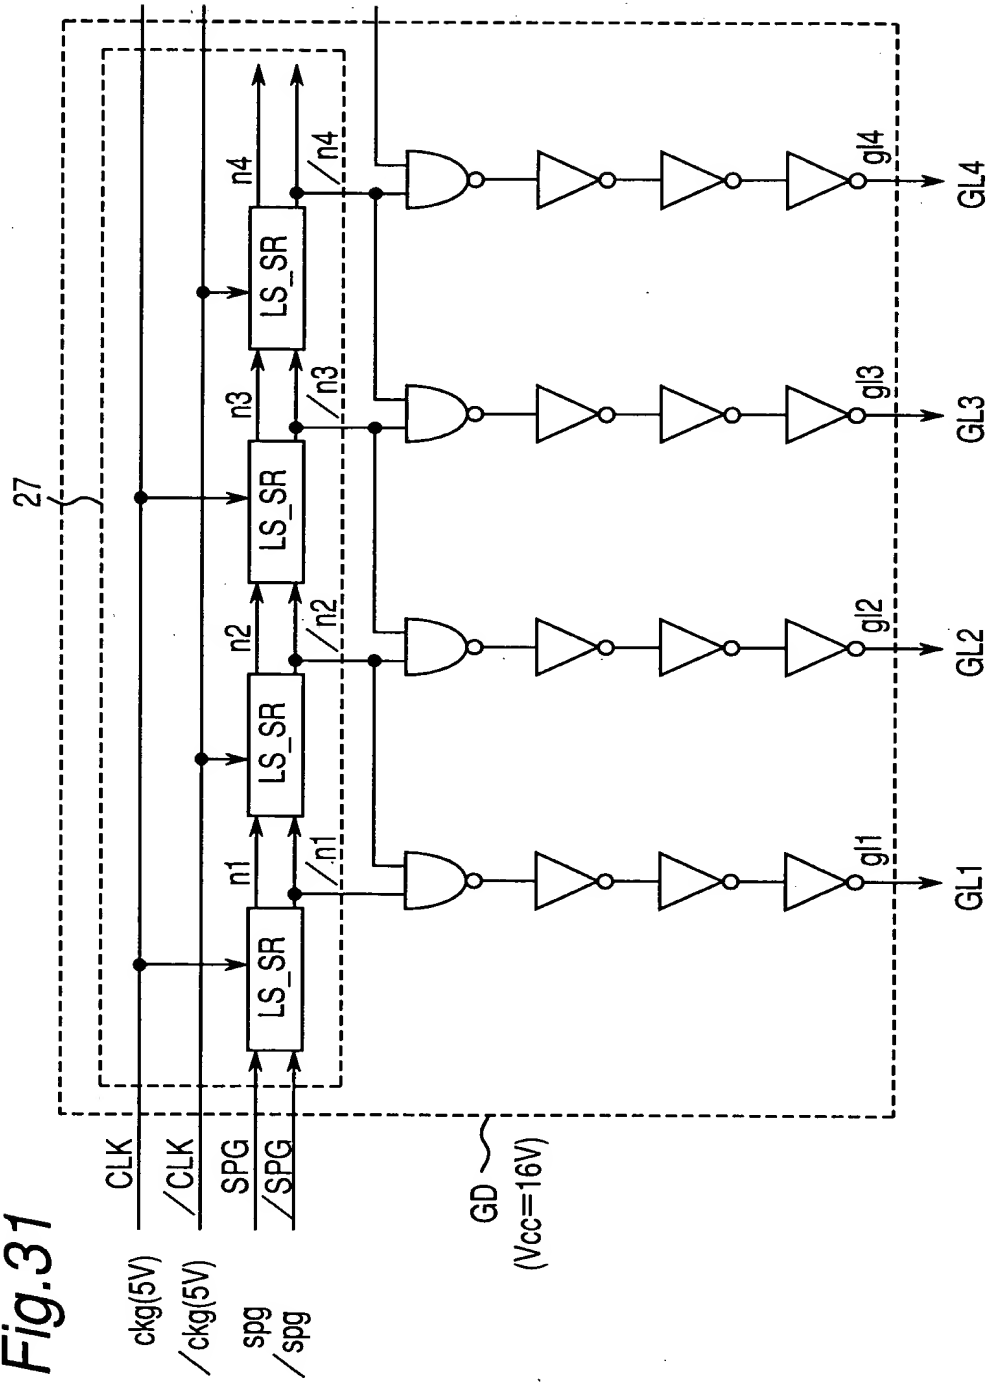 Fig.31
27
ckg(5V)
CLK
/ckg(5V)
/CLK
spg
SPG
/spg
/SPG
LS_SR
n1
/n1
LS_SR
n2
/n2
LS_SR
n3
/n3
LS_SR
n4
/n4
GD
(Vcc=16V)
gl1
gl2
gl3
gl4
GL1
GL2
GL3
GL4